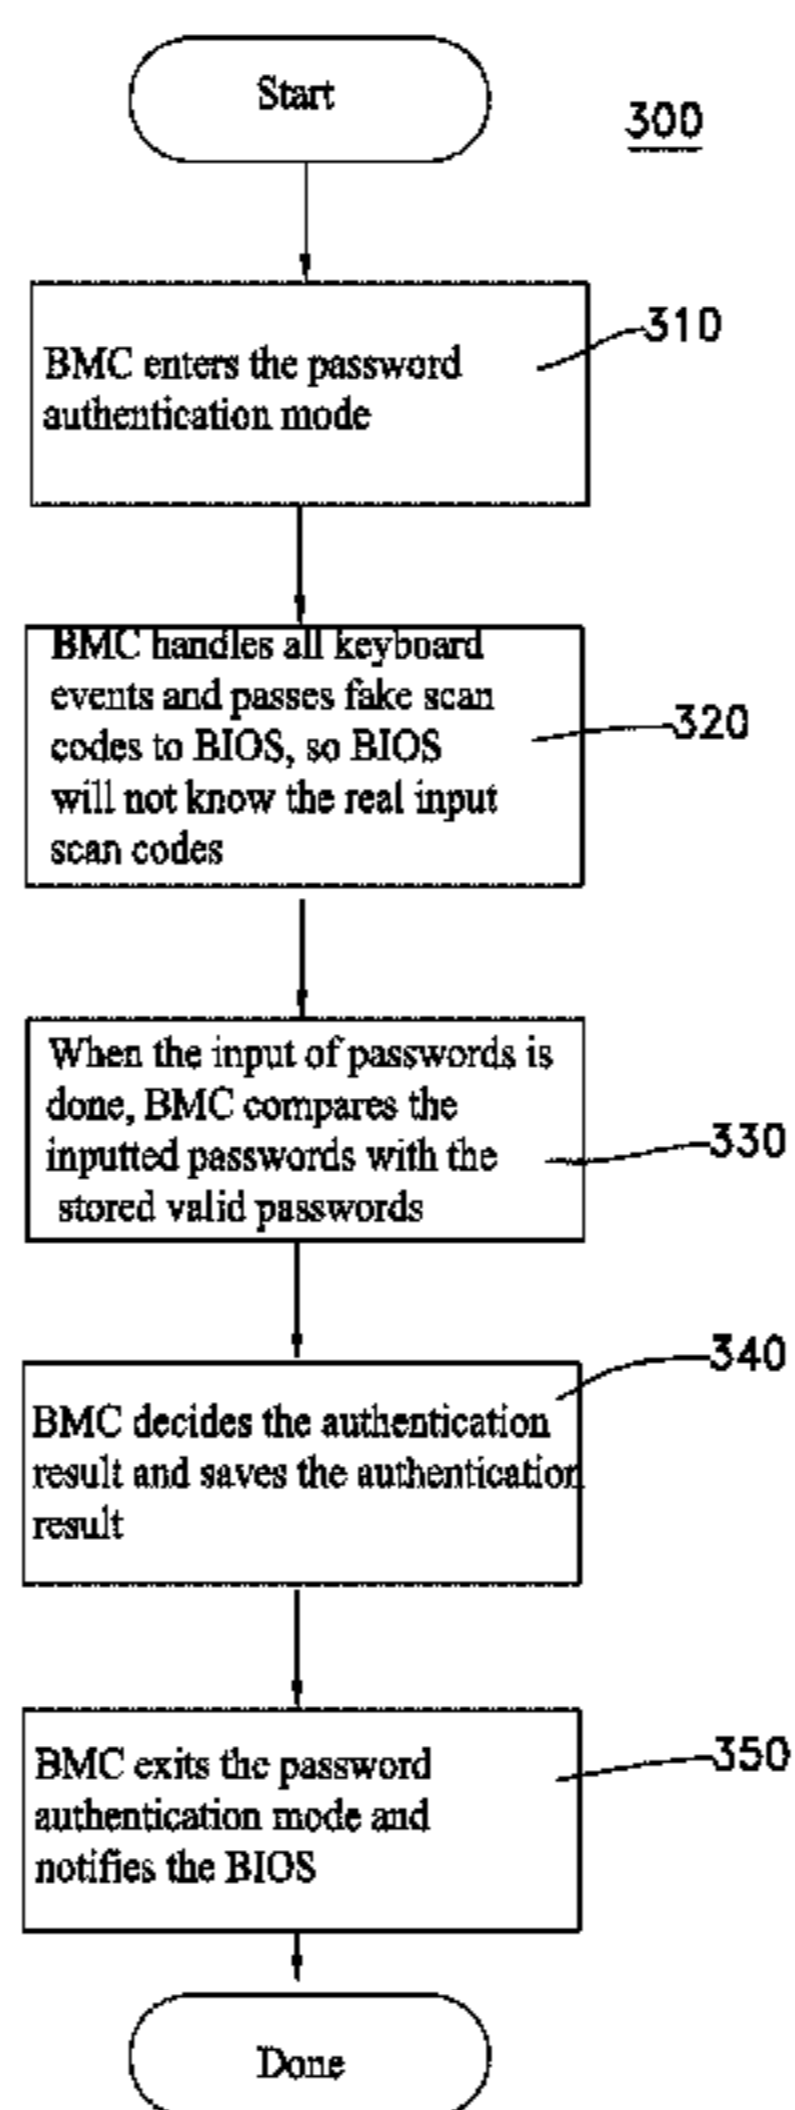 Start
300
BMC enters the password
authentication mode
310
BMC handles all keyboard
events and passes fake scan
codes to BIOS, so BIOS
will not know the real input
scan codes
320
When the input of passwords is
done, BMC compares the
inputted passwords with the
stored valid passwords
330
340
BMC decides the authentication
result and saves the authentication
result
BMC exits the password
authentication mode and
notifies the BIOS
350
Done